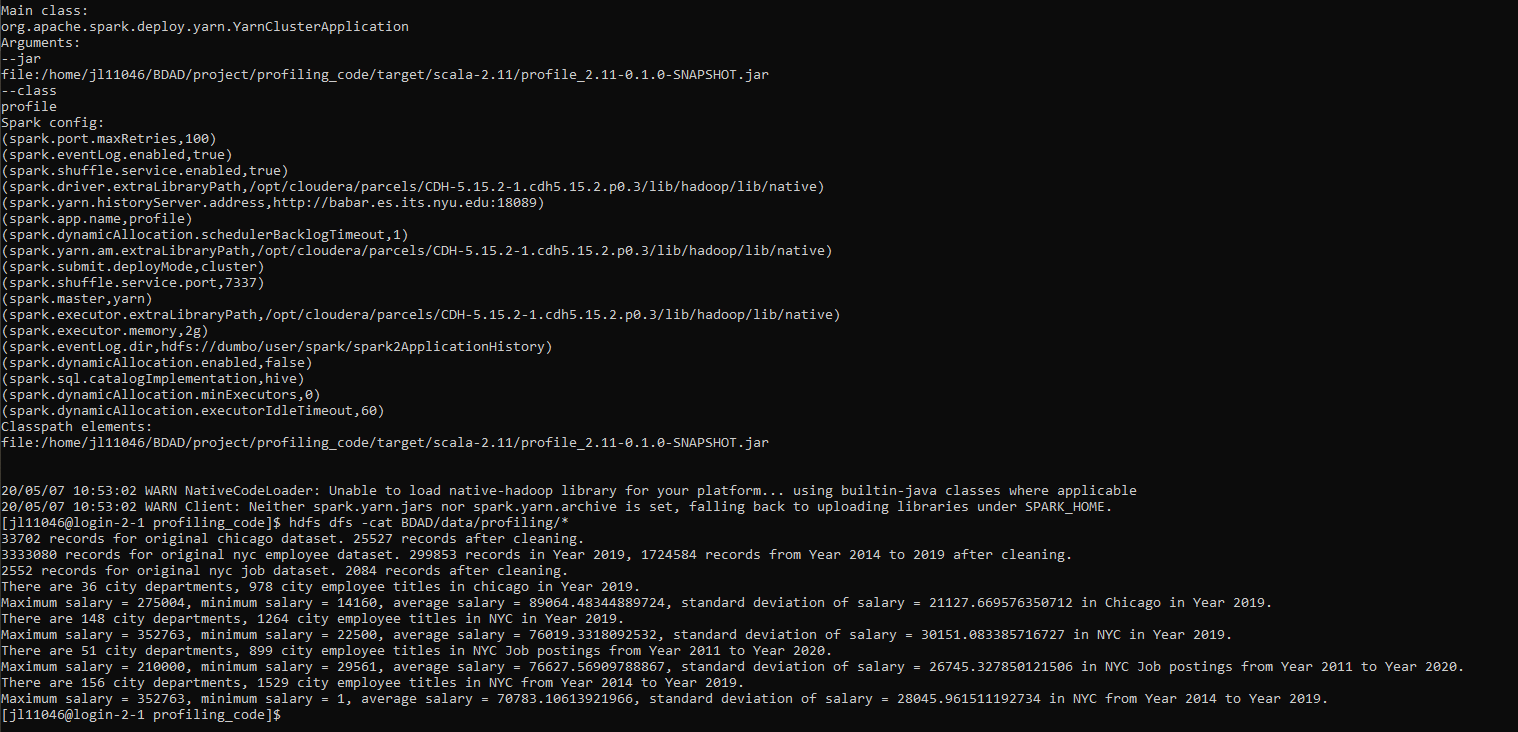 Main class:
org.apache.spark.deploy.yarn.YarnClusterApplication
Arguments:
--jar
file:/home/jl11046/BDAD/project/profiling_code/target/scala-2.11/profile_2.11-0.1.0-SNAPSHOT.jar
--class
profile
Spark config:
(spark.port.maxRetries,100)
(spark.eventLog.enabled,true)
(spark.shuffle.service.enabled,true)
(spark.driver.extraLibraryPath,/opt/cloudera/parcels/CDH-5.15.2-1.cdh5.15.2.p0.3/lib/hadoop/lib/native)
(spark.yarn.historyServer.address,http://babar.es.its.nyu.edu:18089)
(spark.app.name,profile)
(spark.dynamicAllocation.schedulerBacklogTimeout,1)
(spark.yarn.am.extraLibraryPath,/opt/cloudera/parcels/CDH-5.15.2-1.cdh5.15.2.p0.3/lib/hadoop/lib/native)
(spark.submit.deployMode,cluster)
(spark.shuffle.service.port,7337)
(spark.master,yarn)
(spark.executor.extraLibraryPath,/opt/cloudera/parcels/CDH-5.15.2-1.cdh5.15.2.p0.3/lib/hadoop/lib/native)
(spark.executor.memory,2g)
(spark.eventLog.dir,hdfs://dumbo/user/spark/spark2ApplicationHistory)
(spark.dynamicAllocation.enabled,false)
(spark.sql.catalogImplementation,hive)
(spark.dynamicAllocation.minExecutors,0)
(spark.dynamicAllocation.executorIdleTimeout,60)
Classpath elements:
file:/home/jl11046/BDAD/project/profiling_code/target/scala-2.11/profile_2.11-0.1.0-SNAPSHOT.jar
20/05/07 10:53:02 WARN NativeCodeLoader: Unable to load native-hadoop library for your platform... using builtin-java classes where applicable
20/05/07 10:53:02 WARN Client: Neither spark.yarn.jars nor spark.yarn.archive is set, falling back to uploading libraries under SPARK_HOME.
[jl11046@login-2-1 profiling_code]$ hdfs dfs -cat BDAD/data/profiling/*
33702 records for original chicago dataset. 25527 records after cleaning.
3333080 records for original nyc employee dataset. 299853 records in Year 2019, 1724584 records from Year 2014 to 2019 after cleaning.
2552 records for original nyc job dataset. 2084 records after cleaning.
There are 36 city departments, 978 city employee titles in chicago in Year 2019.
Maximum salary = 275004, minimum salary = 14160, average salary = 89064.48344889724, standard deviation of salary = 21127.669576350712 in Chicago in Year 2019.
There are 148 city departments, 1264 city employee titles in NYC in Year 2019.
Maximum salary = 352763, minimum salary = 22500, average salary = 76019.3318092532, standard deviation of salary = 30151.083385716727 in NYC in Year 2019.
There are 51 city departments, 899 city employee titles in NYC Job postings from Year 2011 to Year 2020.
Maximum salary = 210000, minimum salary = 29561, average salary = 76627.56909788867, standard deviation of salary = 26745.327850121506 in NYC Job postings from Year 2011 to Year 2020.
There are 156 city departments, 1529 city employee titles in NYC from Year 2014 to Year 2019.
Maximum salary = 352763, minimum salary = 1, average salary = 70783.10613921966, standard deviation of salary = 28045.961511192734 in NYC from Year 2014 to Year 2019.
[jl11046@login-2-1 profiling_code]$